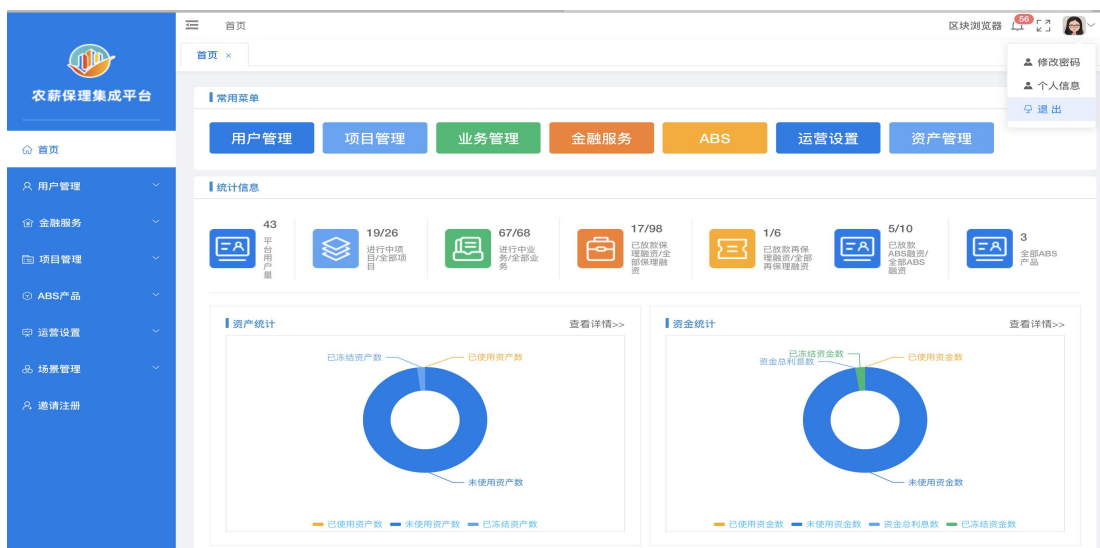 首页
区块浏览器
56
首页 ×
修改密码
个人信息
退出
农薪保理集成平台
首页
用户管理
金融服务
项目管理
ABS产品
运营设置
场景管理
邀请注册
常用菜单
用户管理
项目管理
业务管理
金融服务
ABS
运营设置
资产管理
统计信息
43
平
台
用
户
量
19/26
进行中项
目/全部项
目
67/68
进行中业
务/全部业
务
17/98
已放款保
理融资/全
部保理融
资
1/6
已放款再保
理融资/全部
再保理融资
5/10
已放款
ABS融资/
全部ABS
融资
3
全部ABS
产品
资产统计
查看详情>>
已冻结资产数
已使用资产数
未使用资产数
已使用资产数 未使用资产数 已冻结资产数
资金统计
查看详情>>
已冻结资金数
资金总利息数
已使用资金数
未使用资金数
已使用资金数 未使用资金数 资金总利息数 已冻结资金数